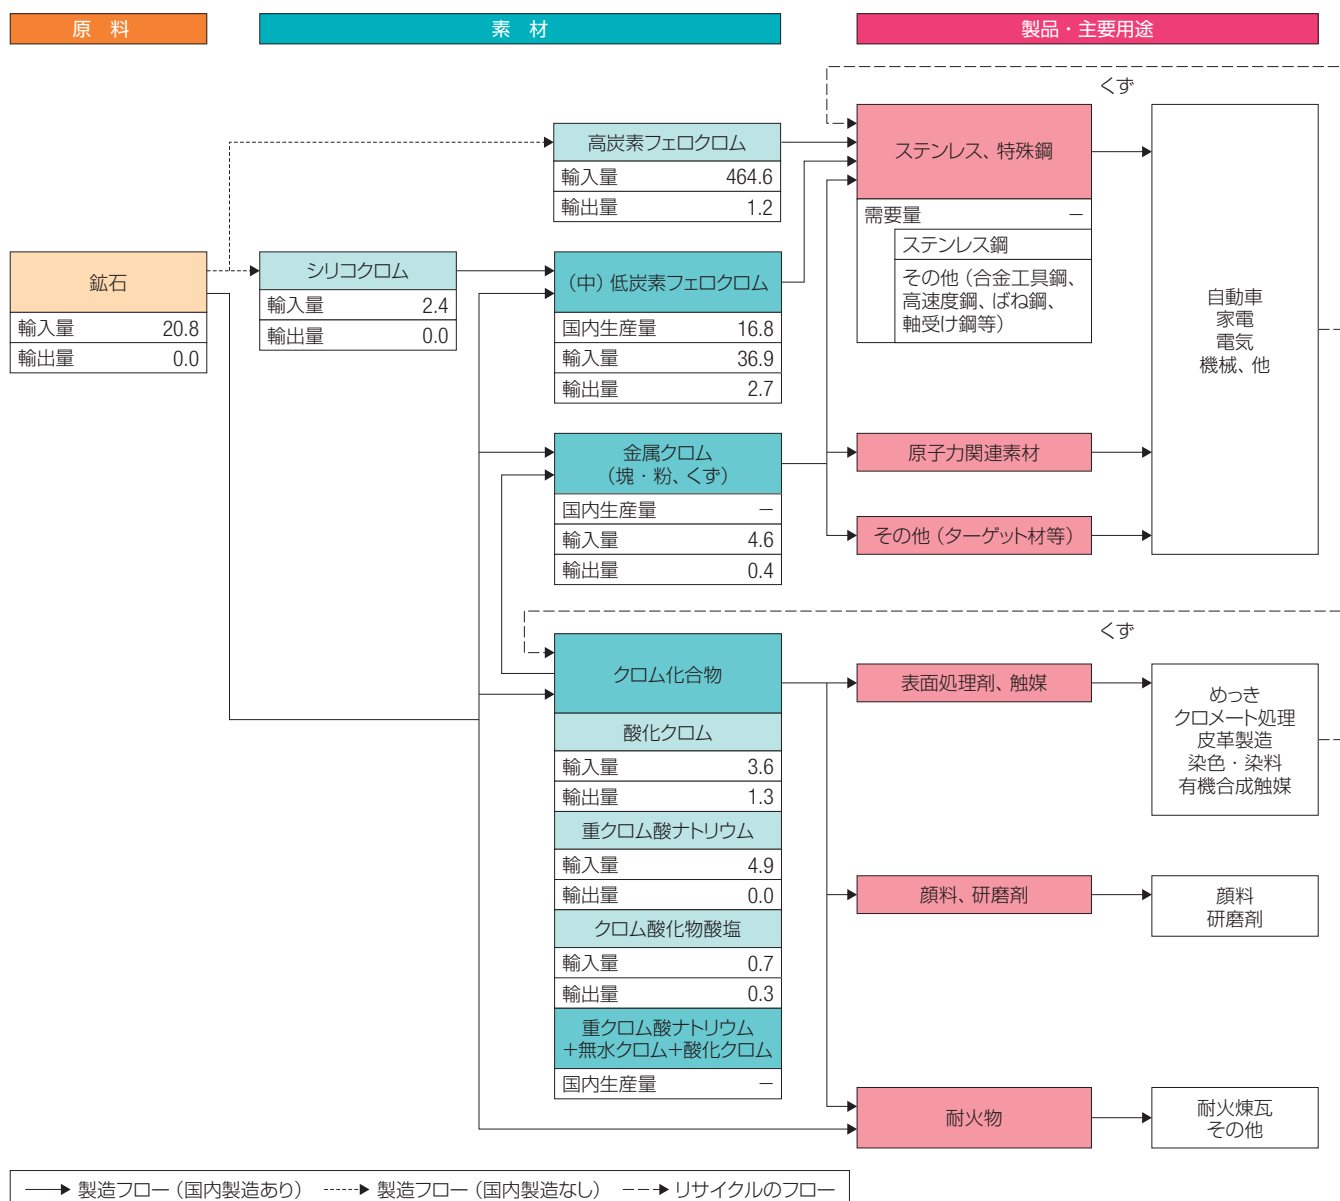 原 料
素 材
製品・主要用途
くず
高炭素フェロクロム
輸入量 464.6
輸出量 1.2
ステンレス、特殊鋼
需要量 －
ステンレス鋼
その他（合金工具鋼、
高速度鋼、ばね鋼、
軸受け鋼等）
鉱石
輸入量 20.8
輸出量 0.0
シリコクロム
輸入量 2.4
輸出量 0.0
（中）低炭素フェロクロム
国内生産量 16.8
輸入量 36.9
輸出量 2.7
自動車
家電
電気
機械、他
金属クロム
（塊・粉、くず）
国内生産量 －
輸入量 4.6
輸出量 0.4
原子力関連素材
その他（ターゲット材等）
くず
クロム化合物
酸化クロム
輸入量 3.6
輸出量 1.3
重クロム酸ナトリウム
輸入量 4.9
輸出量 0.0
クロム酸化物酸塩
輸入量 0.7
輸出量 0.3
重クロム酸ナトリウム
＋無水クロム＋酸化クロム
国内生産量 －
表面処理剤、触媒
めっき
クロメート処理
皮革製造
染色・染料
有機合成触媒
顔料、研磨剤
顔料
研磨剤
耐火物
耐火煉瓦
その他
製造フロー（国内製造あり） 製造フロー（国内製造なし） リサイクルのフロー